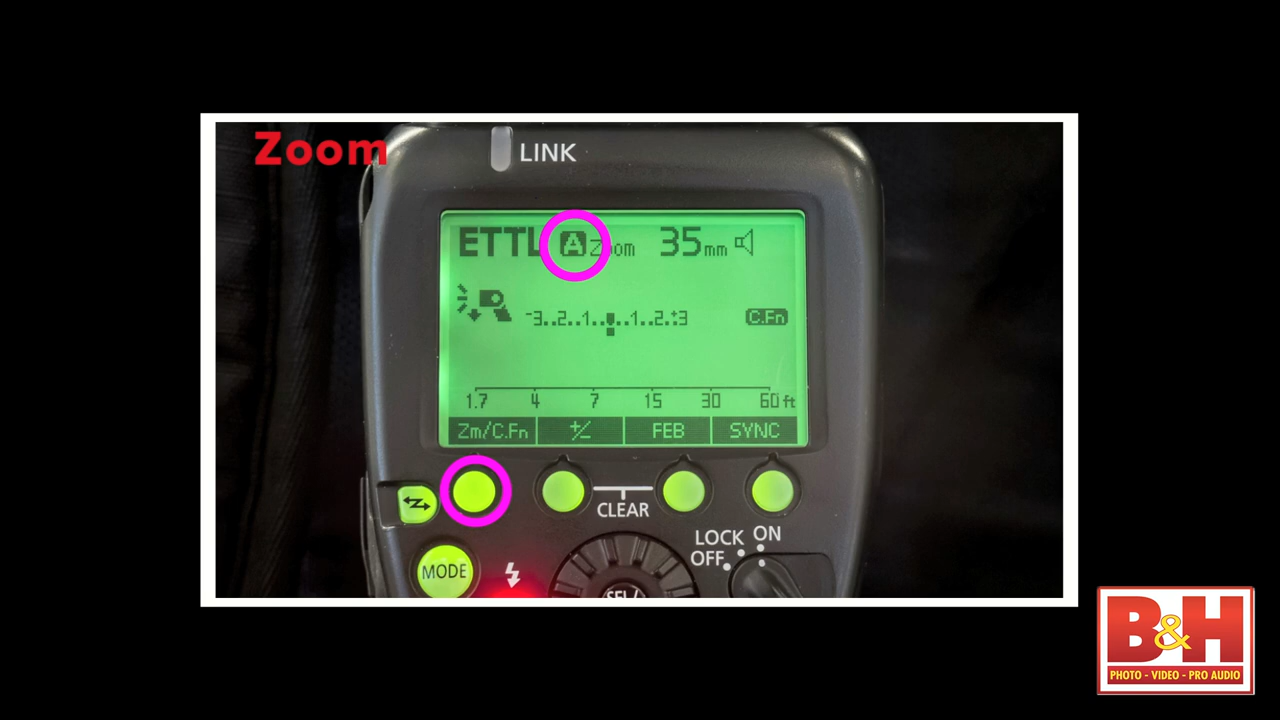 Zoom
LINK
ETTL A Zoom 35mm
-3..2..1..▮..1..2..+3 C.Fn
1.7 4 7 15 30 60 ft
Zm/C.Fn +/- FEB SYNC
CLEAR
LOCK ON
OFF
MODE
SEL/
B&H
PHOTO - VIDEO - PRO AUDIO